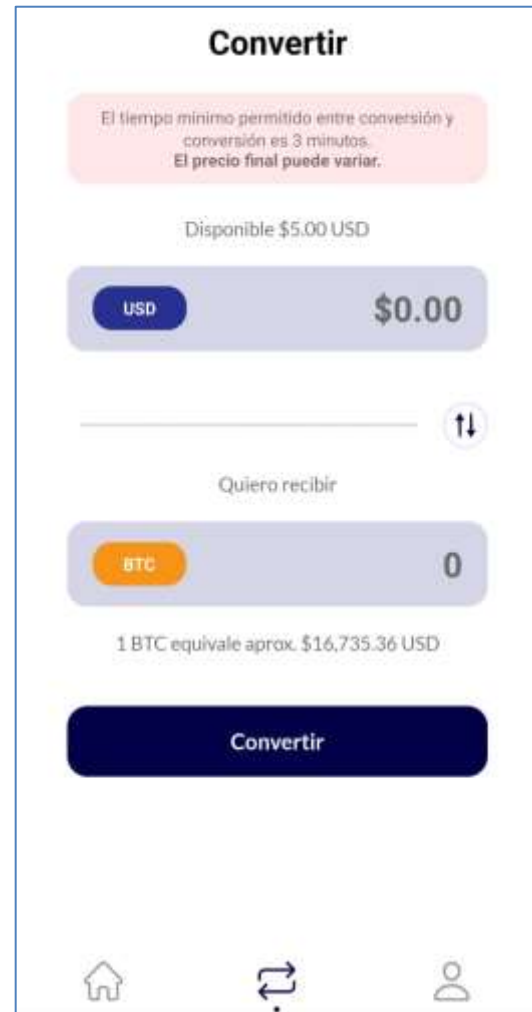 Convertir
El tiempo mínimo permitido entre conversión y
conversión es 3 minutos.
El precio final puede variar.
Disponible $5.00 USD
USD
$0.00
Quiero recibir
BTC
0
1 BTC equivale aprox. $16,735.36 USD
Convertir